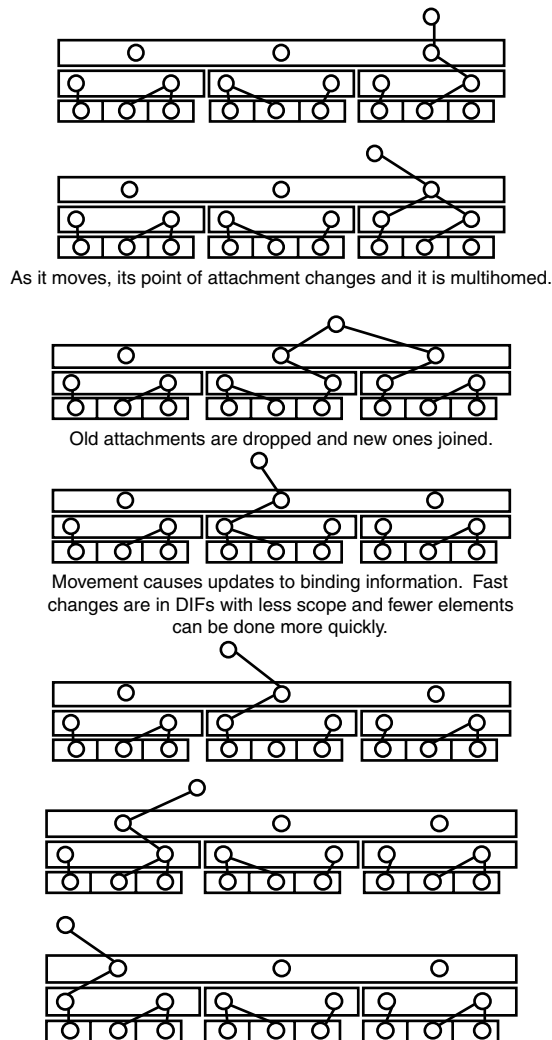 As it moves, its point of attachment changes and it is multihomed.
Old attachments are dropped and new ones joined.
Movement causes updates to binding information.  Fast
changes are in DIFs with less scope and fewer elements
can be done more quickly.